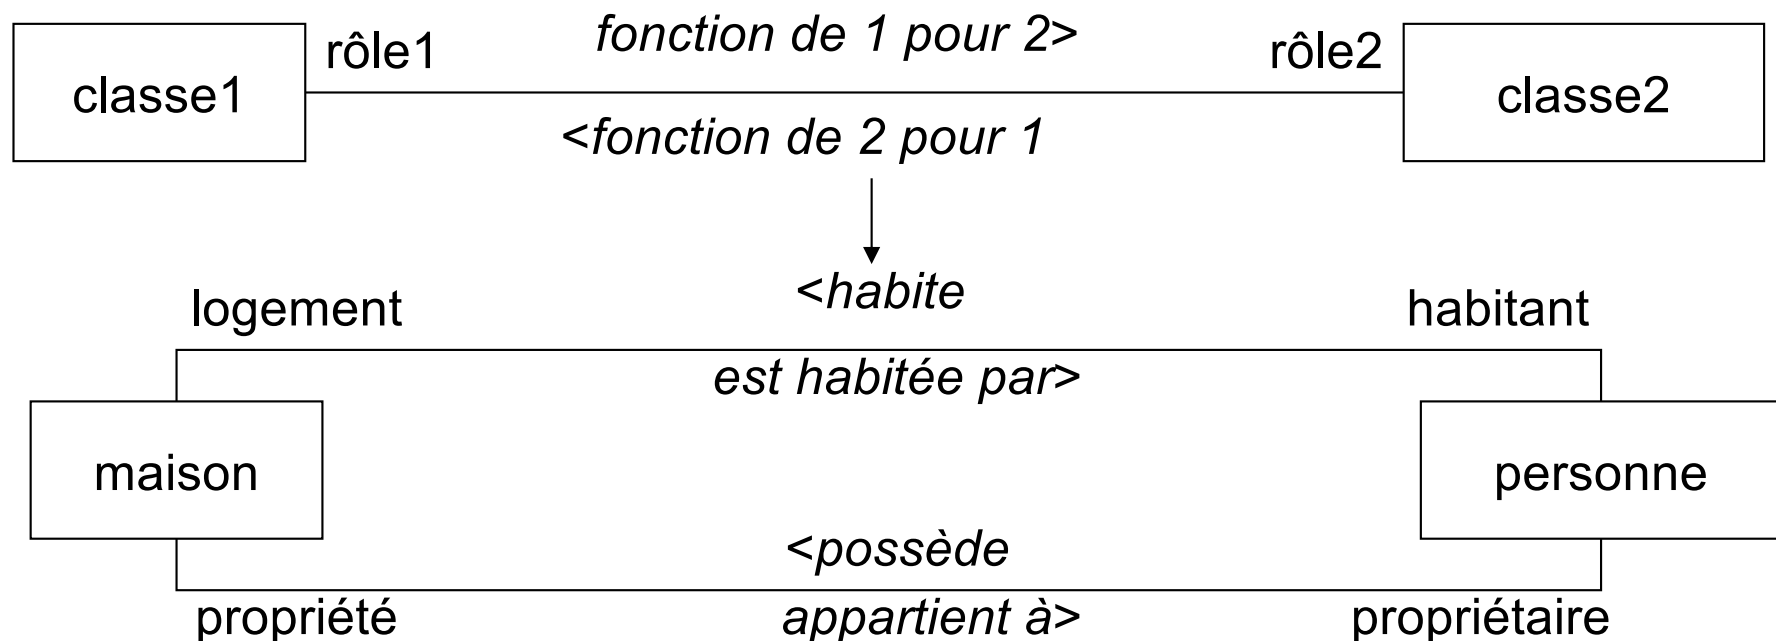 fonction de 1 pour 2>
rôle1
rôle2
classe1
classe2
<fonction de 2 pour 1
<habite
logement
habitant
est habitée par>
maison
personne
<possède
propriété
appartient à>
propriétaire